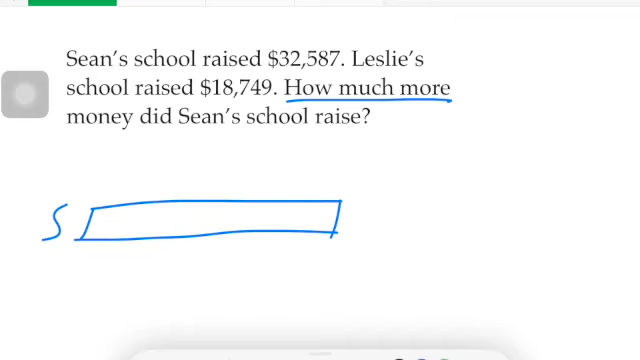 Sean's school raised $32,587. Leslie's
school raised $18,749. How much more
money did Sean's school raise?
S